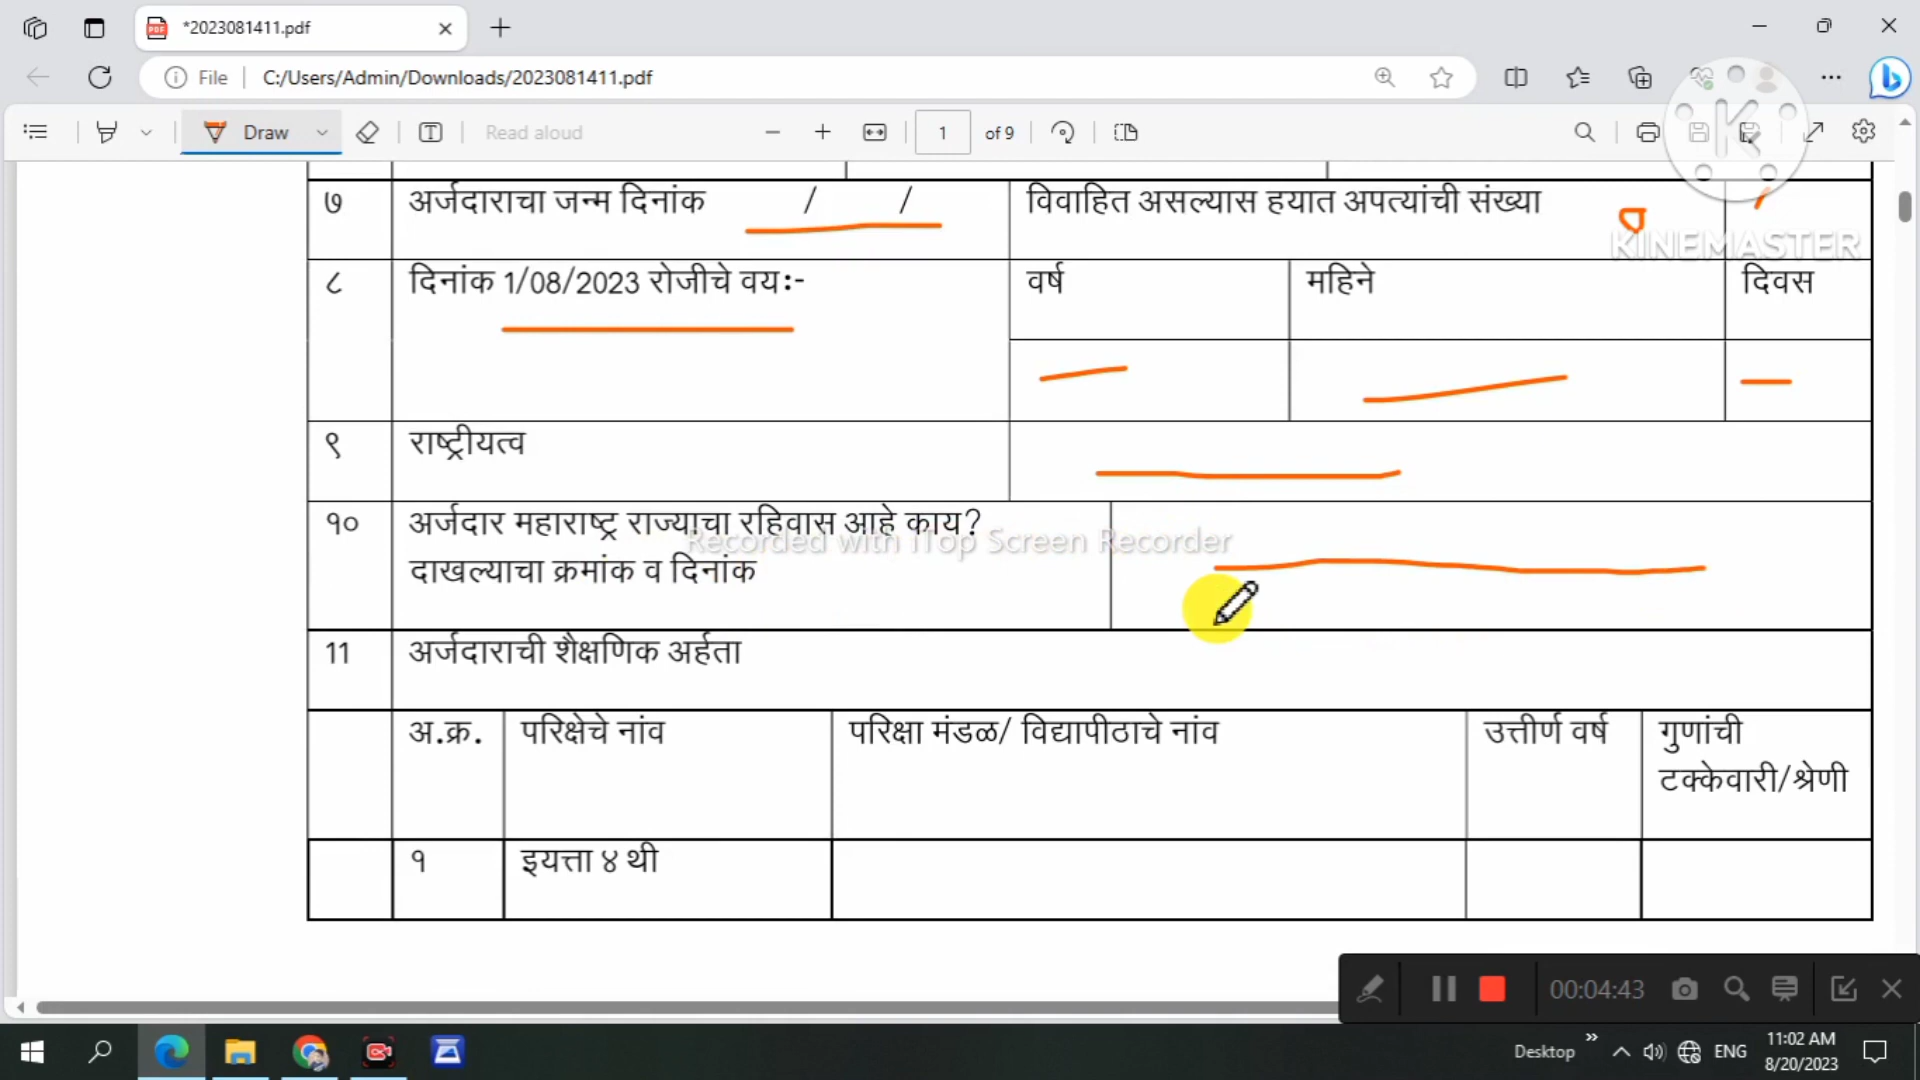 *2023081411.pdf
File C:/Users/Admin/Downloads/2023081411.pdf
Draw Read aloud 1 of 9
७ अर्जदाराचा जन्म दिनांक / / विवाहित असल्यास हयात अपत्यांची संख्या
KINEMASTER
८ दिनांक 1/08/2023 रोजीचे वयः- वर्ष महिने दिवस
९ राष्ट्रीयत्व
१० अर्जदार महाराष्ट्र राज्याचा रहिवास आहे काय?
Recorded with iTop Screen Recorder
दाखल्याचा क्रमांक व दिनांक
11 अर्जदाराची शैक्षणिक अर्हता
अ.क्र. परिक्षेचे नांव परिक्षा मंडळ/ विद्यापीठाचे नांव उत्तीर्ण वर्ष गुणांची
टक्केवारी/श्रेणी
१ इयत्ता ४ थी
00:04:43
Desktop ENG 11:02 AM
8/20/2023